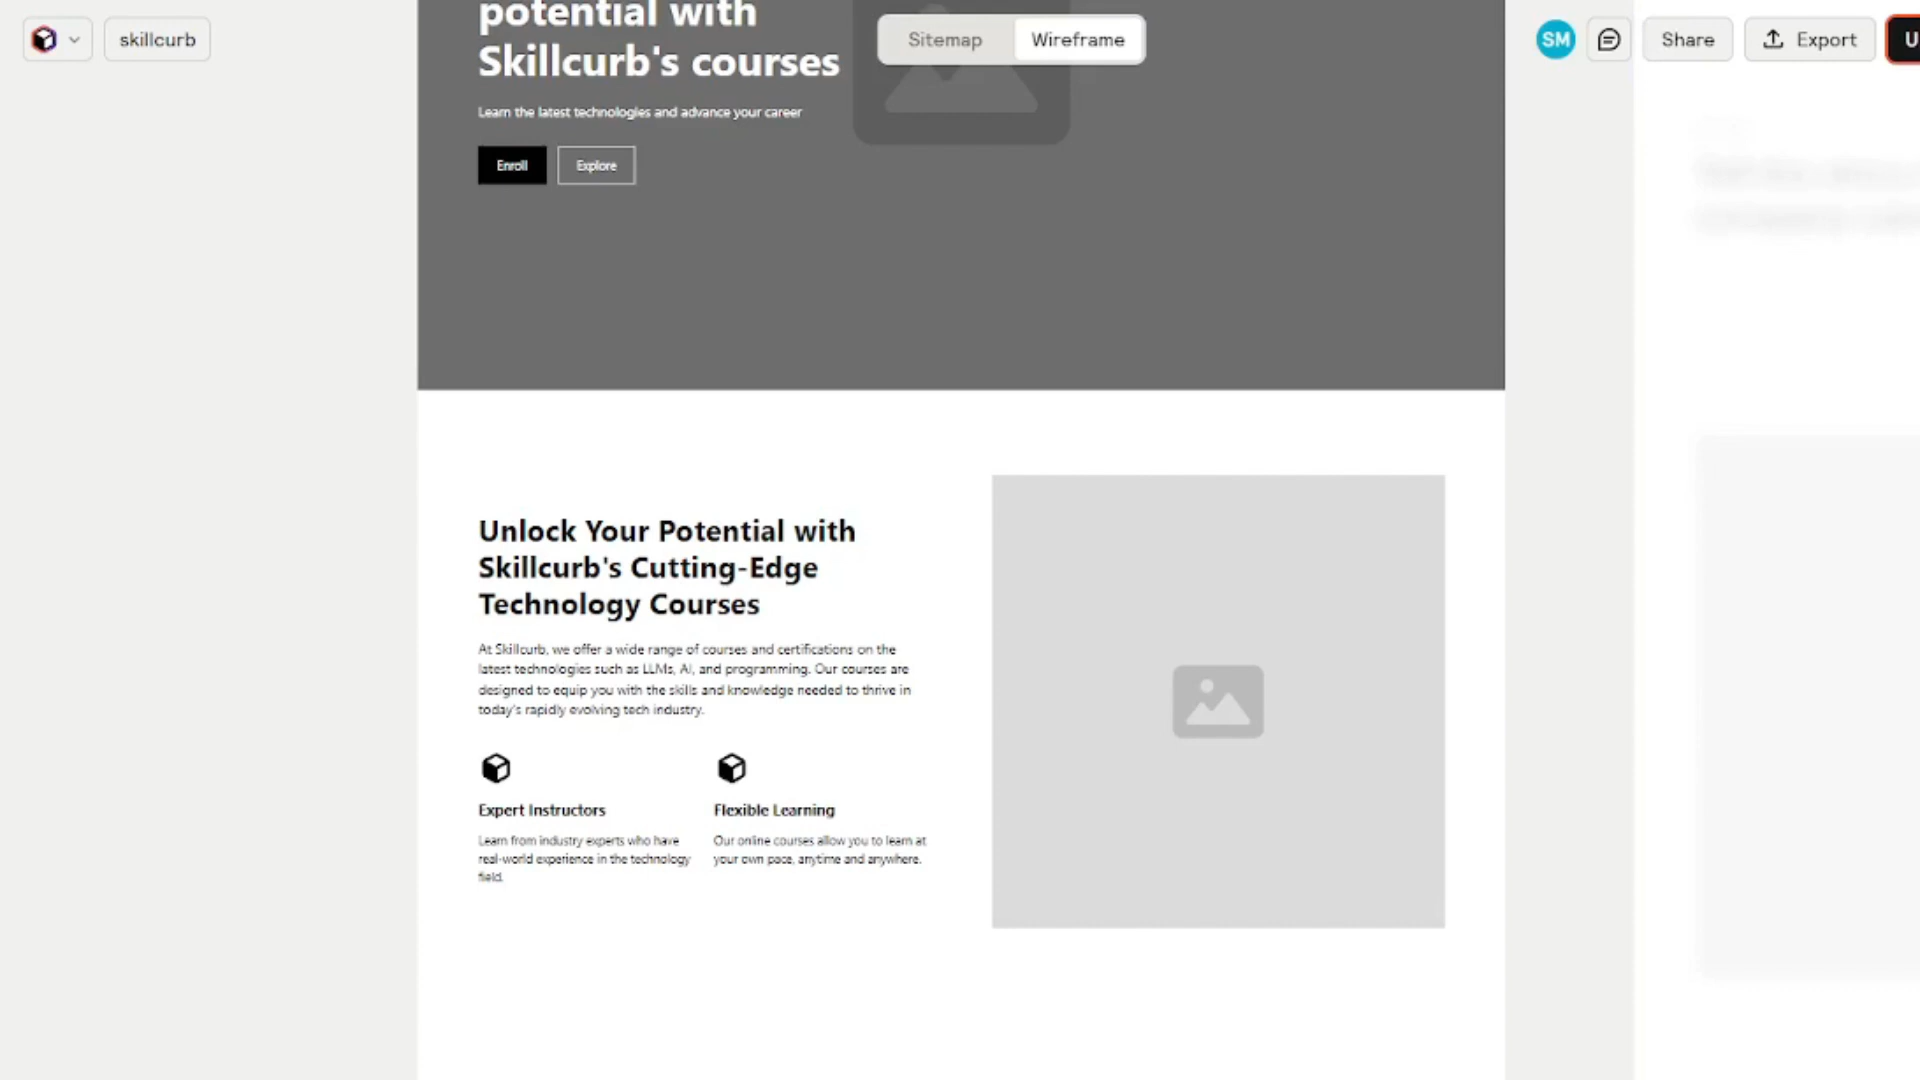 skillcurb
Sitemap
Wireframe
SM
Share
Export
U
potential with
Skillcurb's courses
Learn the latest technologies and advance your career
Enroll
Explore
Unlock Your Potential with
Skillcurb's Cutting-Edge
Technology Courses
At Skillcurb, we offer a wide range of courses and certifications on the
latest technologies such as LLMs, AI, and programming. Our courses are
designed to equip you with the skills and knowledge needed to thrive in
today's rapidly evolving tech industry.
Expert Instructors
Learn from industry experts who have
real-world experience in the technology
field.
Flexible Learning
Our online courses allow you to learn at
your own pace, anytime and anywhere.